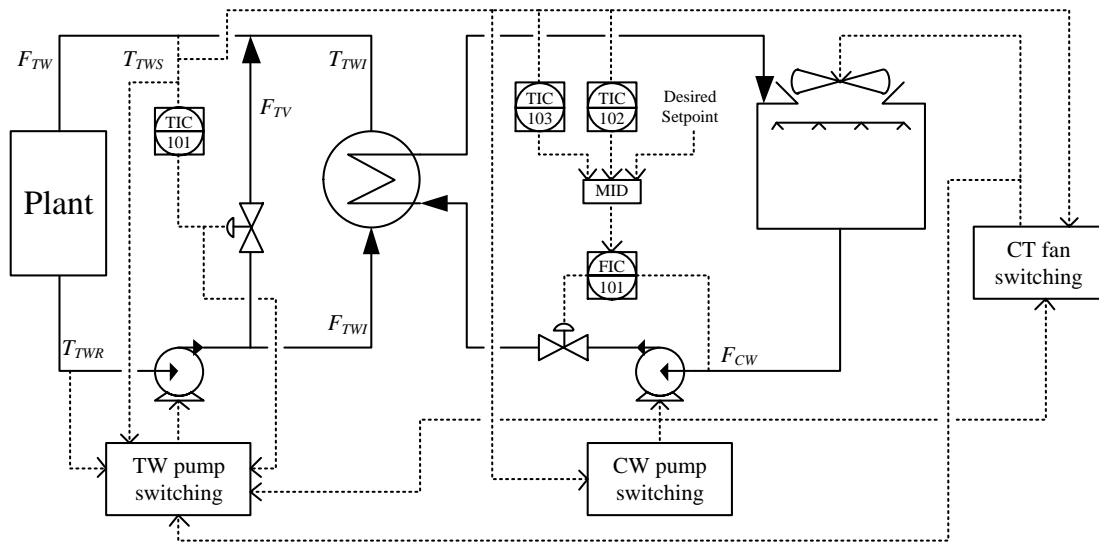 F_TW
T_TWS
T_TWI
F_TV
TIC
101
TIC
103
TIC
102
Desired
Setpoint
MID
Plant
FIC
101
CT fan
switching
T_TWR
F_TWI
F_CW
TW pump
switching
CW pump
switching